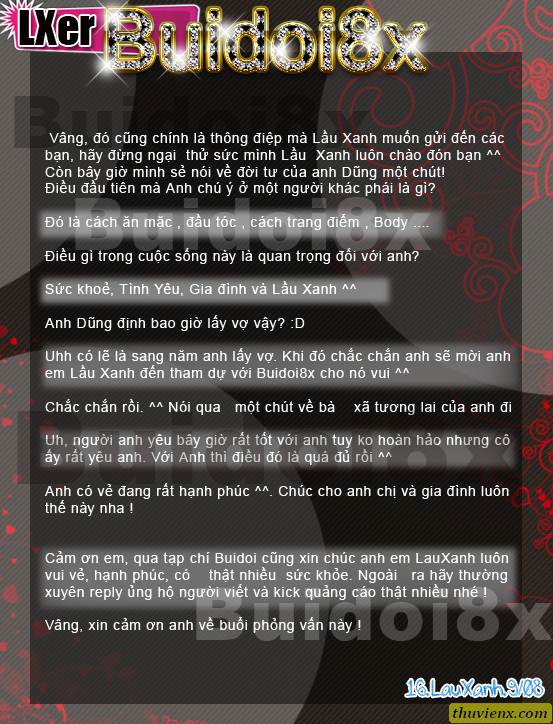 LXer Buidoi8x
Vâng, đó cũng chính là thông điệp mà Lầu Xanh muốn gửi đến các
bạn, hãy đừng ngại thử sức mình Lầu Xanh luôn chào đón bạn ^^
Còn bây giờ mình sẻ nói về đời tư của anh Dũng một chút!
Điều đầu tiên mà Anh chú ý ở một người khác phái là gì?
Đó là cách ăn mặc , đầu tóc , cách trang điểm , Body ....
Điều gì trong cuộc sống này là quan trọng đối với anh?
Sức khoẻ, Tình Yêu, Gia đình và Lầu Xanh ^^
Anh Dũng định bao giờ lấy vợ vậy? :D
Uhh có lẽ là sang năm anh lấy vợ. Khi đó chắc chắn anh sẽ mời anh
em Lầu Xanh đến tham dự với Buidoi8x cho nó vui ^^
Chắc chắn rồi. ^^ Nói qua một chút về bà xã tương lai của anh đi
Uh, người anh yêu bây giờ rất tốt với anh tuy ko hoàn hảo nhưng cô
ấy rất yêu anh. Với Anh thì điều đó là quá đủ rồi ^^
Anh có vẻ đang rất hạnh phúc ^^. Chúc cho anh chị và gia đình luôn
thế này nha !
Cảm ơn em, qua tạp chí Buidoi cũng xin chúc anh em LauXanh luôn
vui vẻ, hạnh phúc, có thật nhiều sức khỏe. Ngoài ra hãy thường
xuyên reply ủng hộ người viết và kick quảng cáo thật nhiều nhé !
Vâng, xin cảm ơn anh về buổi phỏng vấn này !
Buidoi8x
Buidoi8x
Buidoi8x
Buidoi8x
16.LauXanh.9/08
thuvienx.com